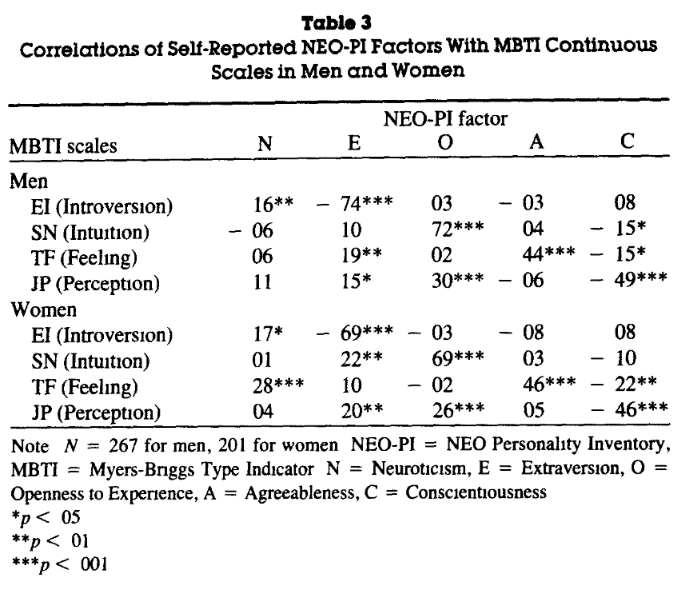 Table 3
Correlations of Self-Reported NEO-PI Factors With MBTI Continuous
Scales in Men and Women
NEO-PI factor
MBTI scales N E O A C
Men
EI (Introversion) 16** − 74*** 03 − 03 08
SN (Intuition) − 06 10 72*** 04 − 15*
TF (Feeling) 06 19** 02 44*** − 15*
JP (Perception) 11 15* 30*** − 06 − 49***
Women
EI (Introversion) 17* − 69*** − 03 − 08 08
SN (Intuition) 01 22** 69*** 03 − 10
TF (Feeling) 28*** 10 − 02 46*** − 22**
JP (Perception) 04 20** 26*** 05 − 46***
Note N = 267 for men, 201 for women NEO-PI = NEO Personality Inventory,
MBTI = Myers-Briggs Type Indicator N = Neuroticism, E = Extraversion, O =
Openness to Experience, A = Agreeableness, C = Conscientiousness
*p < 05
**p < 01
***p < 001